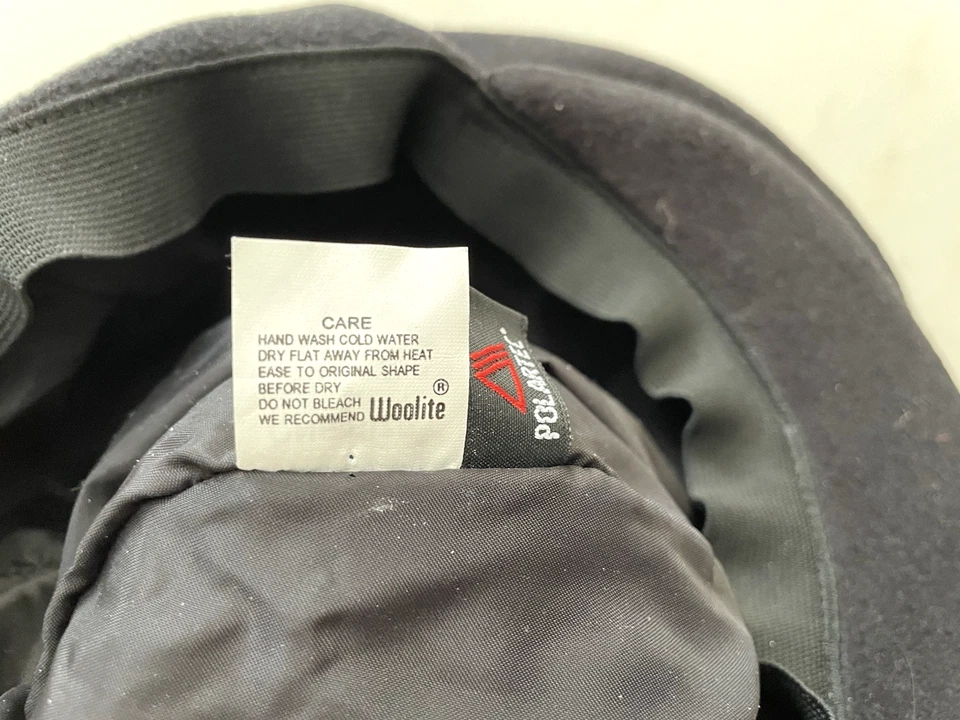 CARE
HAND WASH COLD WATER
DRY FLAT AWAY FROM HEAT
EASE TO ORIGINAL SHAPE
BEFORE DRY
DO NOT BLEACH
WE RECOMMEND Woolite®
POLARTEC